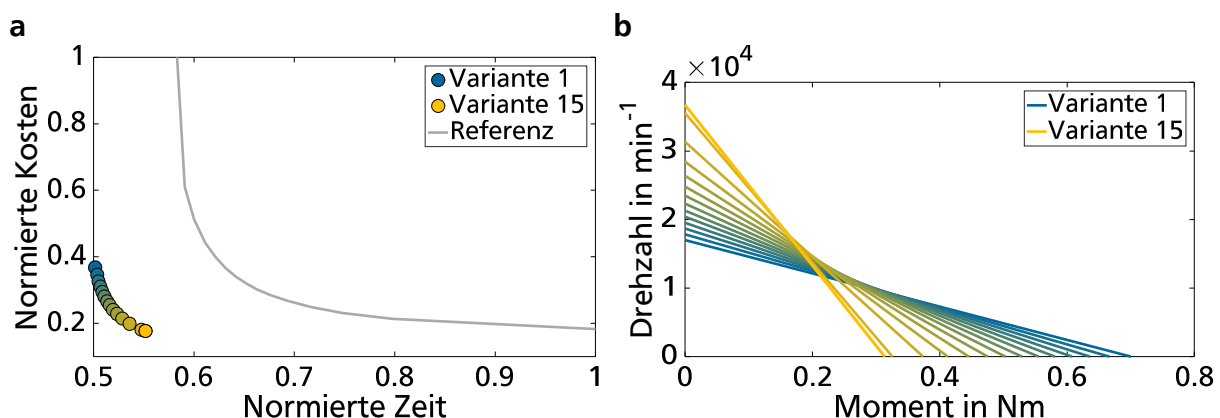 a
1
0.8
0.6
0.4
0.2
0.5
0.6
0.7
0.8
0.9
1
Normierte Kosten
Normierte Zeit
Variante 1
Variante 15
Referenz
b
×10⁴
4
3
2
1
0
0
0.2
0.4
0.6
0.8
Drehzahl in min⁻¹
Moment in Nm
Variante 1
Variante 15